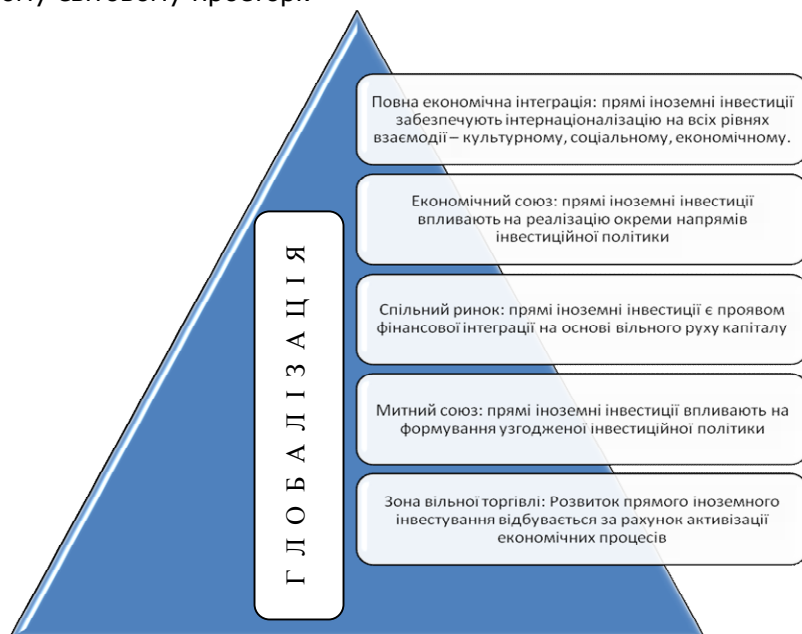 Повна економічна інтеграція: прямі іноземні інвестиції
забезпечують інтернаціоналізацію на всіх рівнях
взаємодії – культурному, соціальному, економічному.
Економічний союз: прямі іноземні інвестиції
впливають на реалізацію окреми напрямів
інвестиційної політики
Спільний ринок: прямі іноземні інвестиції є проявом
фінансової інтеграції на основі вільного руху капіталу
Митний союз: прямі іноземні інвестиції впливають на
формування узгодженої інвестиційної політики
Зона вільної торгівлі: Розвиток прямого іноземного
інвестування відбувається за рахунок активізації
економічних процесів
ГЛОБАЛІЗАЦІЯ